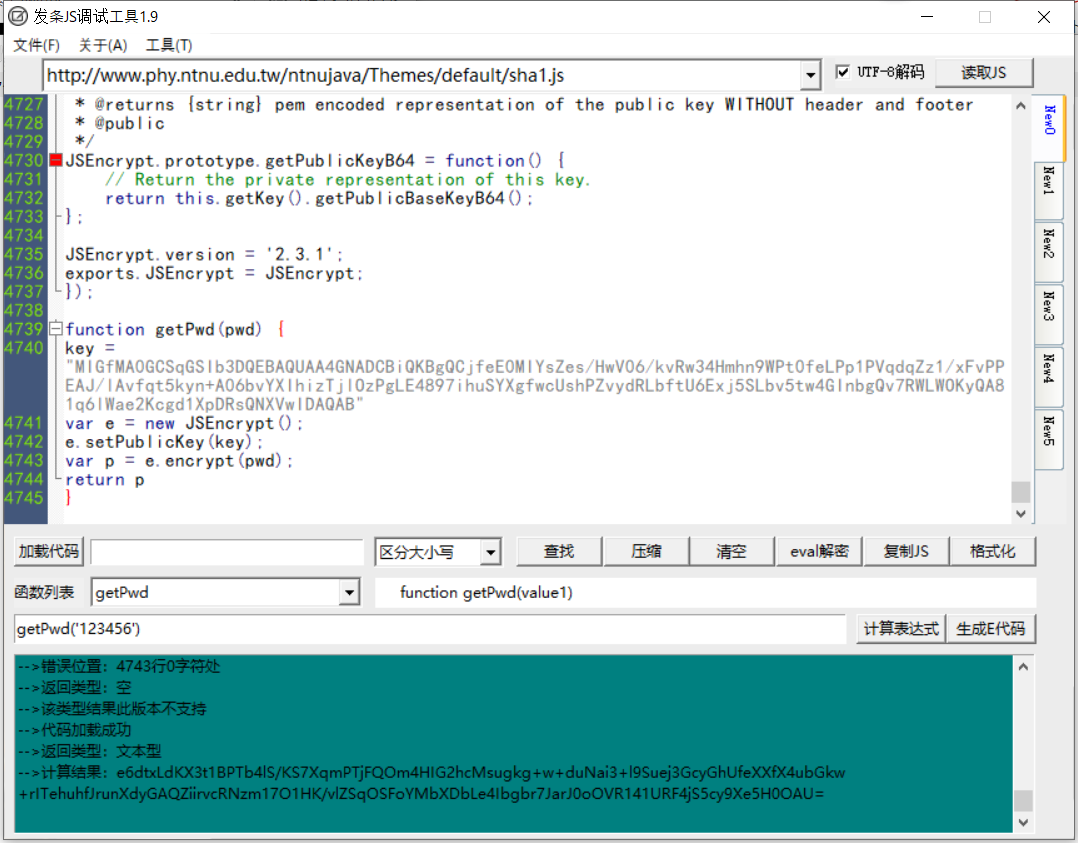 发条JS调试工具1.9
文件(F) 关于(A) 工具(T)
http://www.phy.ntnu.edu.tw/ntnujava/Themes/default/sha1.js
UTF-8解码 读取JS
4727 * @returns {string} pem encoded representation of the public key WITHOUT header and footer
4728 * @public
4729 */
4730 JSEncrypt.prototype.getPublicKeyB64 = function() {
4731 // Return the private representation of this key.
4732 return this.getKey().getPublicBaseKeyB64();
4733 };
4734
4735 JSEncrypt.version = '2.3.1';
4736 exports.JSEncrypt = JSEncrypt;
4737 });
4738
4739 function getPwd(pwd) {
4740 key =
"MIGfMA0GCSqGSIb3DQEBAQUAA4GNADCBiQKBgQCjfeEOMIYsZes/HwVO6/kvRw34Hmhn9WPt0feLPp1PVqdqZz1/xFvPP
EAJ/lAvfqt5kyn+A06bvYXIhizTjIOzPgLE4897ihuSYXgfwcUshPZvydRLbftU6Exj5SLbv5tw4GInbgQv7RWLWOKyQA8
1q6IWae2Kcgd1XpDRsQNXVwIDAQAB"
4741 var e = new JSEncrypt();
4742 e.setPublicKey(key);
4743 var p = e.encrypt(pwd);
4744 return p
4745 }
New0
New1
New2
New3
New4
New5
加载代码 区分大小写 查找 压缩 清空 eval解密 复制JS 格式化
函数列表 getPwd function getPwd(value1)
getPwd('123456') 计算表达式 生成E代码
-->错误位置：4743行0字符处
-->返回类型：空
-->该类型结果此版本不支持
-->代码加载成功
-->返回类型：文本型
-->计算结果：e6dtxLdKX3t1BPTb4lS/KS7XqmPTjFQOm4HIG2hcMsugkg+w+duNai3+l9Suej3GcyGhUfeXXfX4ubGkw
+rITehuhfJrunXdyGAQZiirvcRNzm17O1HK/vlZSqOSFoYMbXDbLe4Ibgbr7JarJ0oOVR141URF4jS5cy9Xe5H0OAU=